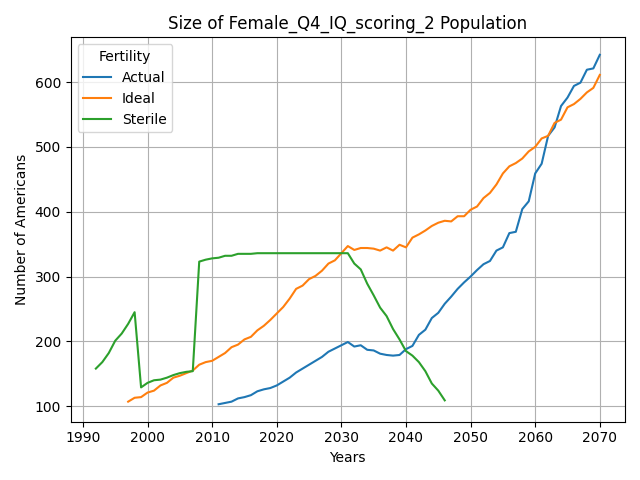 Size of Female_Q4_IQ_scoring_2 Population
Fertility
Actual
Ideal
Sterile
Number of Americans
600
500
400
300
200
100
1990 2000 2010 2020 2030 2040 2050 2060 2070
Years